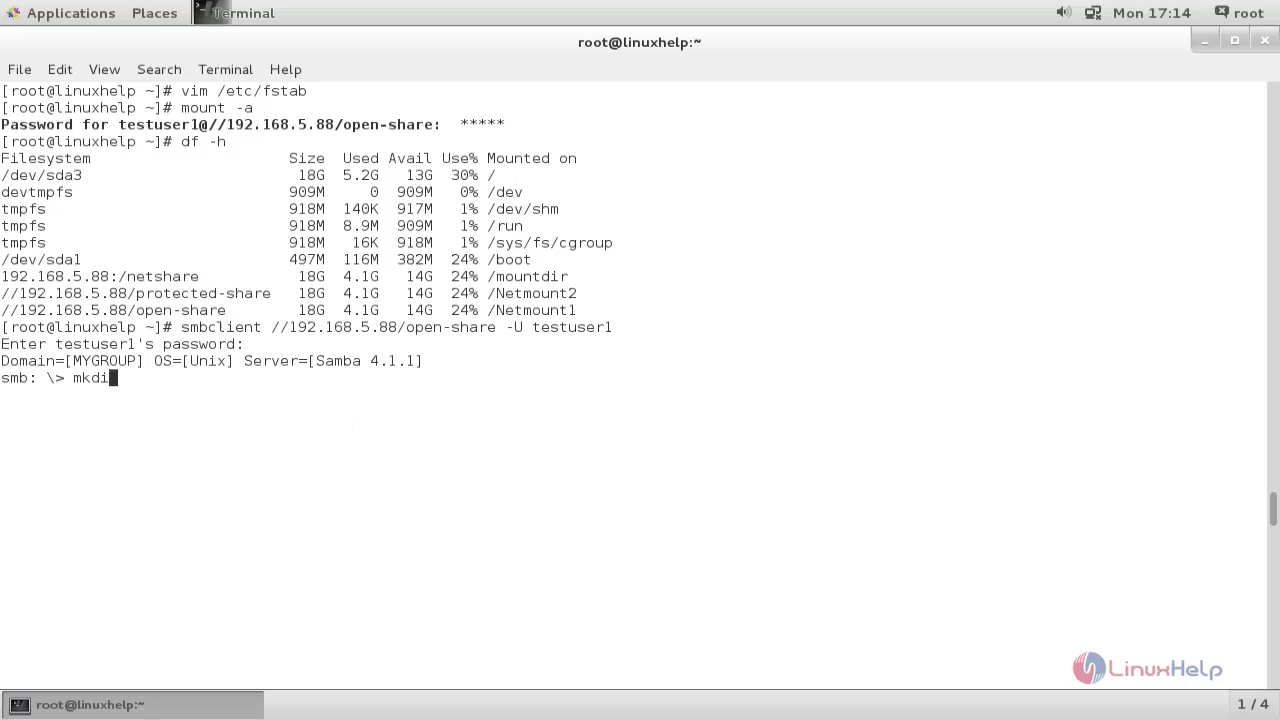 Applications Places Terminal Mon 17:14 root
root@linuxhelp:~
File Edit View Search Terminal Help
[root@linuxhelp ~]# vim /etc/fstab
[root@linuxhelp ~]# mount -a
Password for testuser1@//192.168.5.88/open-share:  *****
[root@linuxhelp ~]# df -h
Filesystem                      Size  Used Avail Use% Mounted on
/dev/sda3                        18G  5.2G   13G  30% /
devtmpfs                        909M     0  909M   0% /dev
tmpfs                           918M  140K  917M   1% /dev/shm
tmpfs                           918M  8.9M  909M   1% /run
tmpfs                           918M   16K  918M   1% /sys/fs/cgroup
/dev/sda1                       497M  116M  382M  24% /boot
192.168.5.88:/netshare           18G  4.1G   14G  24% /mountdir
//192.168.5.88/protected-share   18G  4.1G   14G  24% /Netmount2
//192.168.5.88/open-share        18G  4.1G   14G  24% /Netmount1
[root@linuxhelp ~]# smbclient //192.168.5.88/open-share -U testuser1
Enter testuser1's password:
Domain=[MYGROUP] OS=[Unix] Server=[Samba 4.1.1]
smb: \> mkdi
LinuxHelp
root@linuxhelp:~ 1 / 4